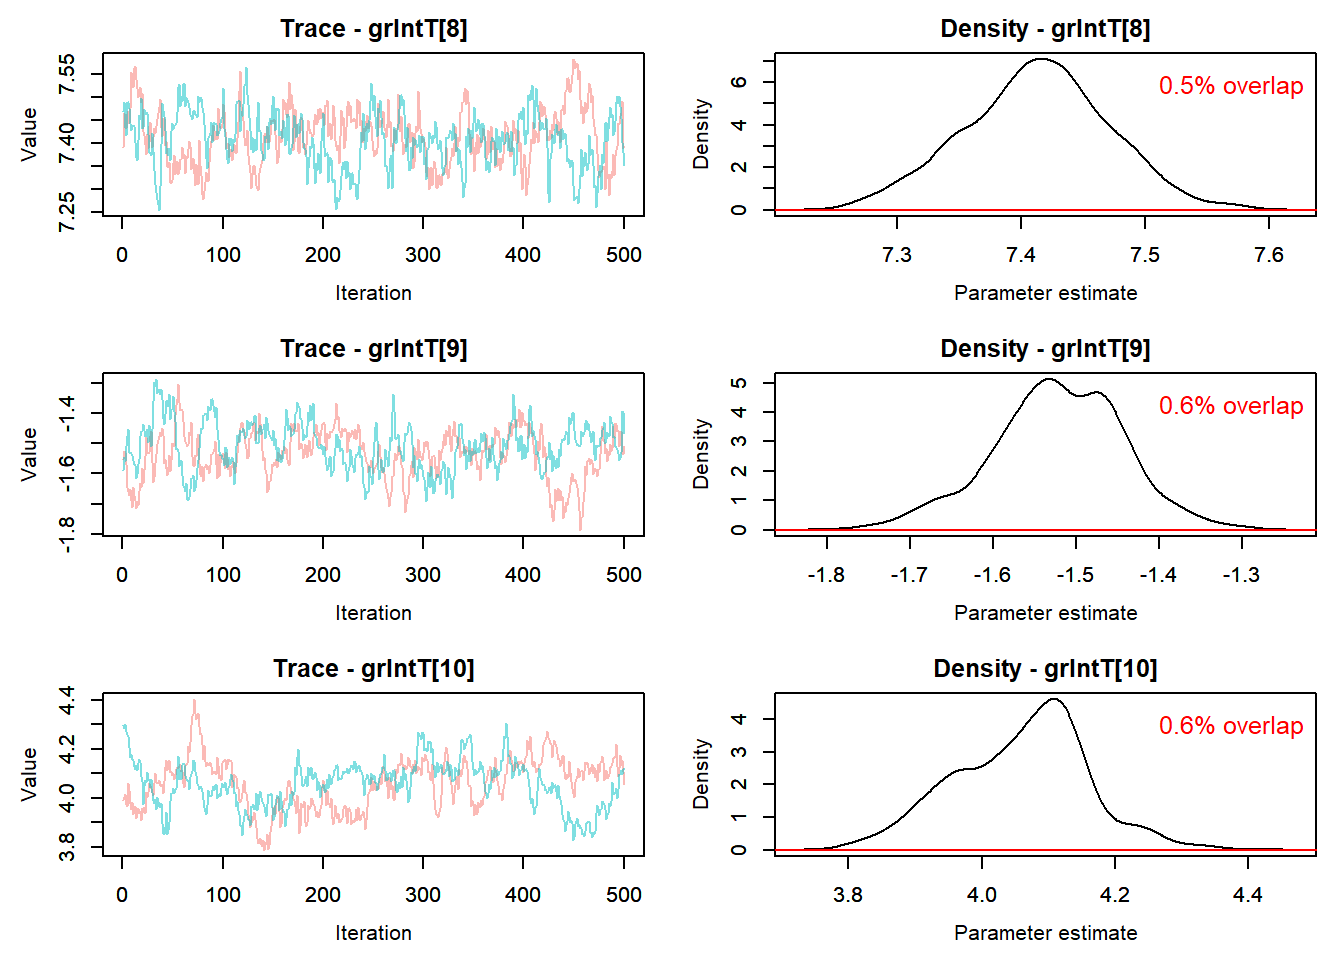 Trace - grIntT[8]
Value
7.55
7.40
7.25
0 100 200 300 400 500
Iteration
Density - grIntT[8]
0.5% overlap
Density
6
4
2
0
7.3 7.4 7.5 7.6
Parameter estimate
Trace - grIntT[9]
Value
-1.4
-1.6
-1.8
0 100 200 300 400 500
Iteration
Density - grIntT[9]
0.6% overlap
Density
5
4
3
2
1
0
-1.8 -1.7 -1.6 -1.5 -1.4 -1.3
Parameter estimate
Trace - grIntT[10]
Value
4.4
4.2
4.0
3.8
0 100 200 300 400 500
Iteration
Density - grIntT[10]
0.6% overlap
Density
4
3
2
1
0
3.8 4.0 4.2 4.4
Parameter estimate